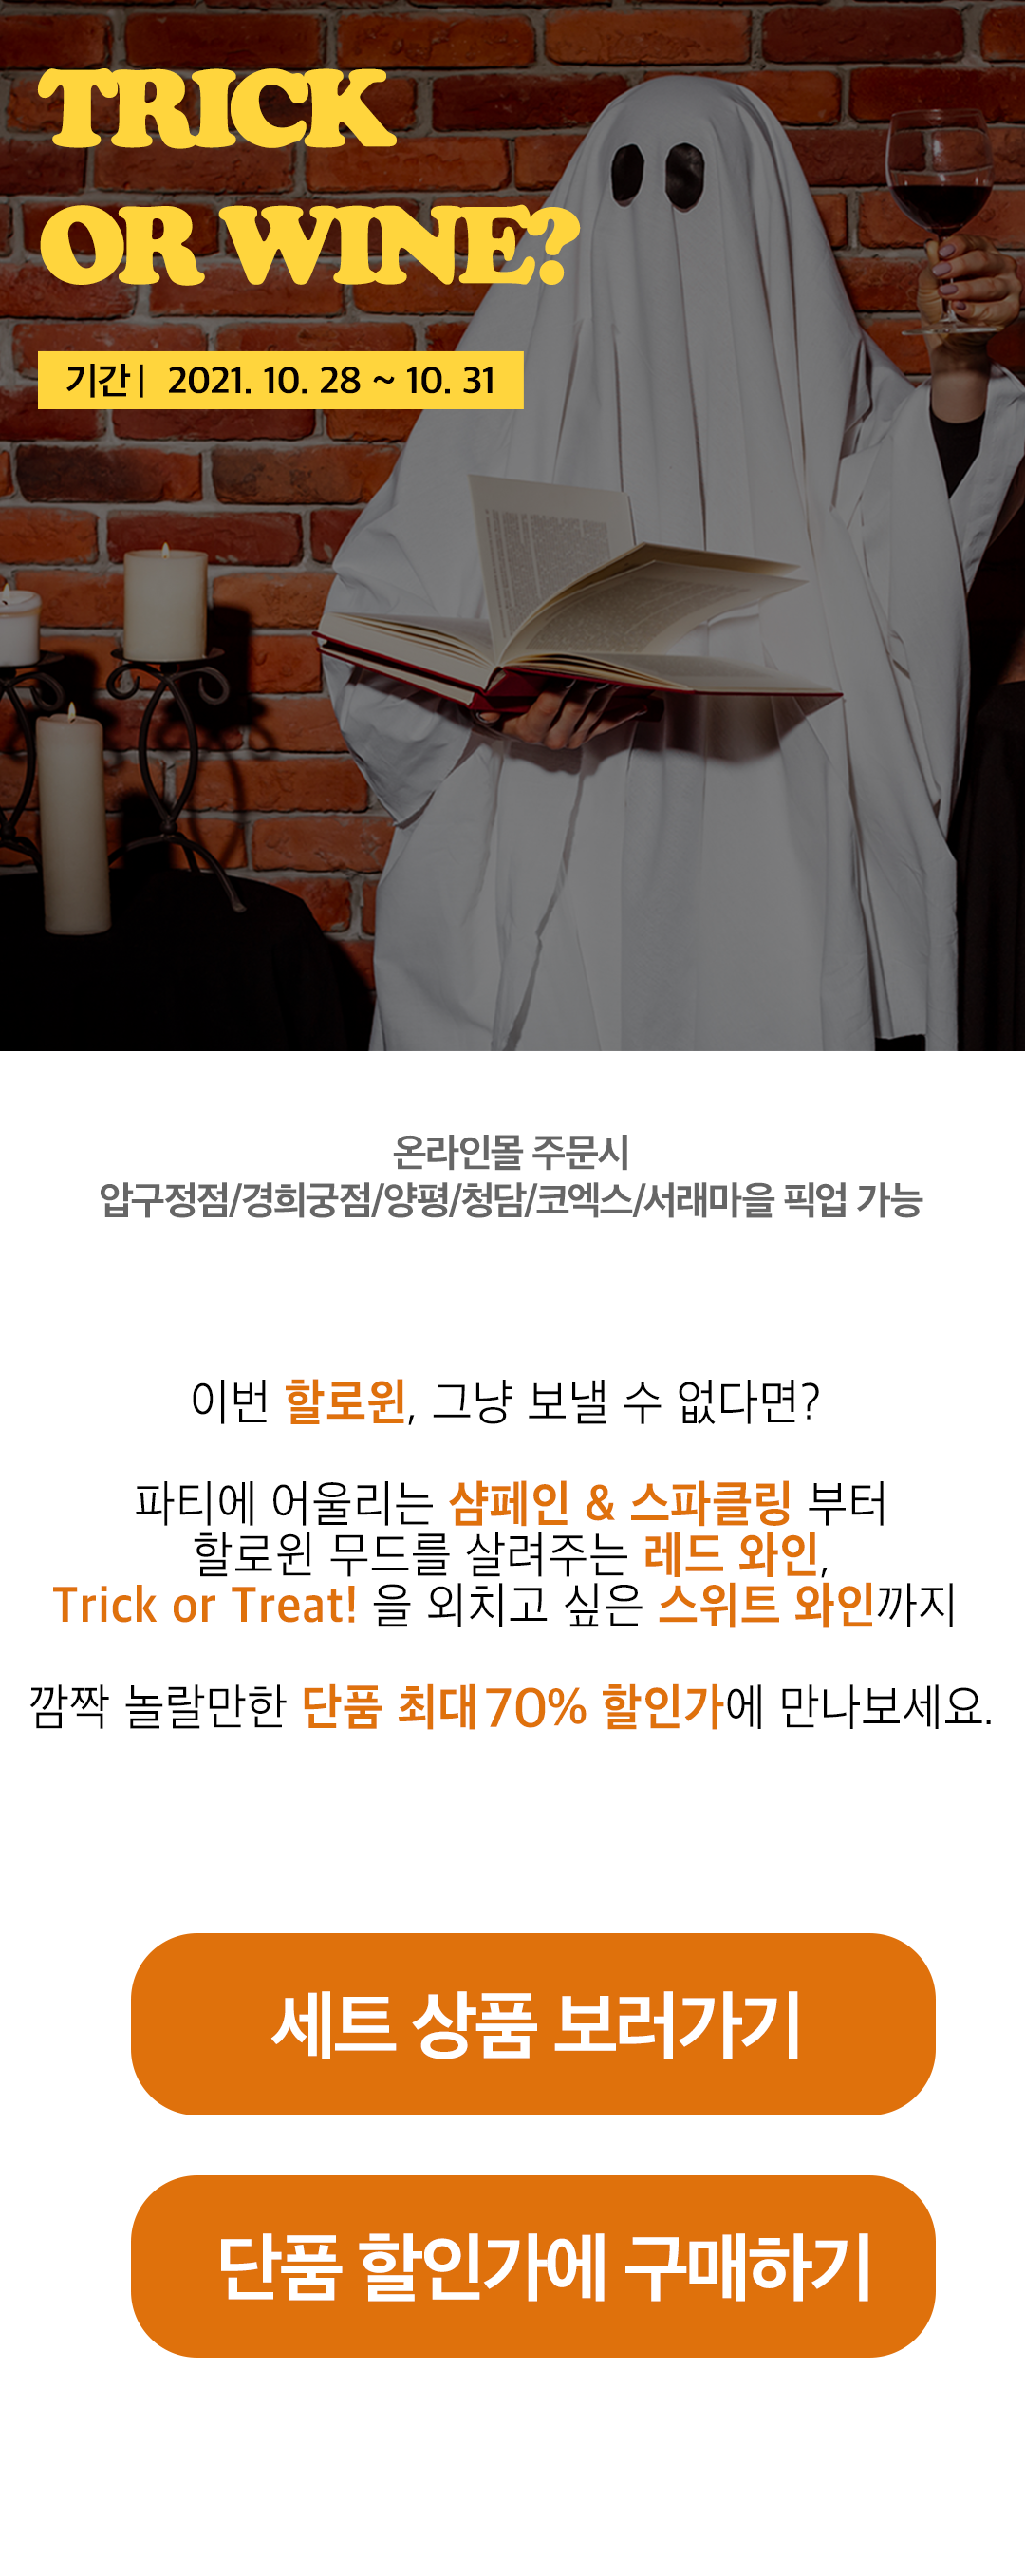 TRICK
OR WINE?
기간 | 2021. 10. 28 ~ 10. 31
온라인몰 주문시
압구정점/경희궁점/양평/청담/코엑스/서래마을 픽업 가능
이번 할로윈, 그냥 보낼 수 없다면?
파티에 어울리는 샴페인 & 스파클링 부터
할로윈 무드를 살려주는 레드 와인,
Trick or Treat! 을 외치고 싶은 스위트 와인까지
깜짝 놀랄만한 단품 최대 70% 할인가에 만나보세요.
세트 상품 보러가기
단품 할인가에 구매하기